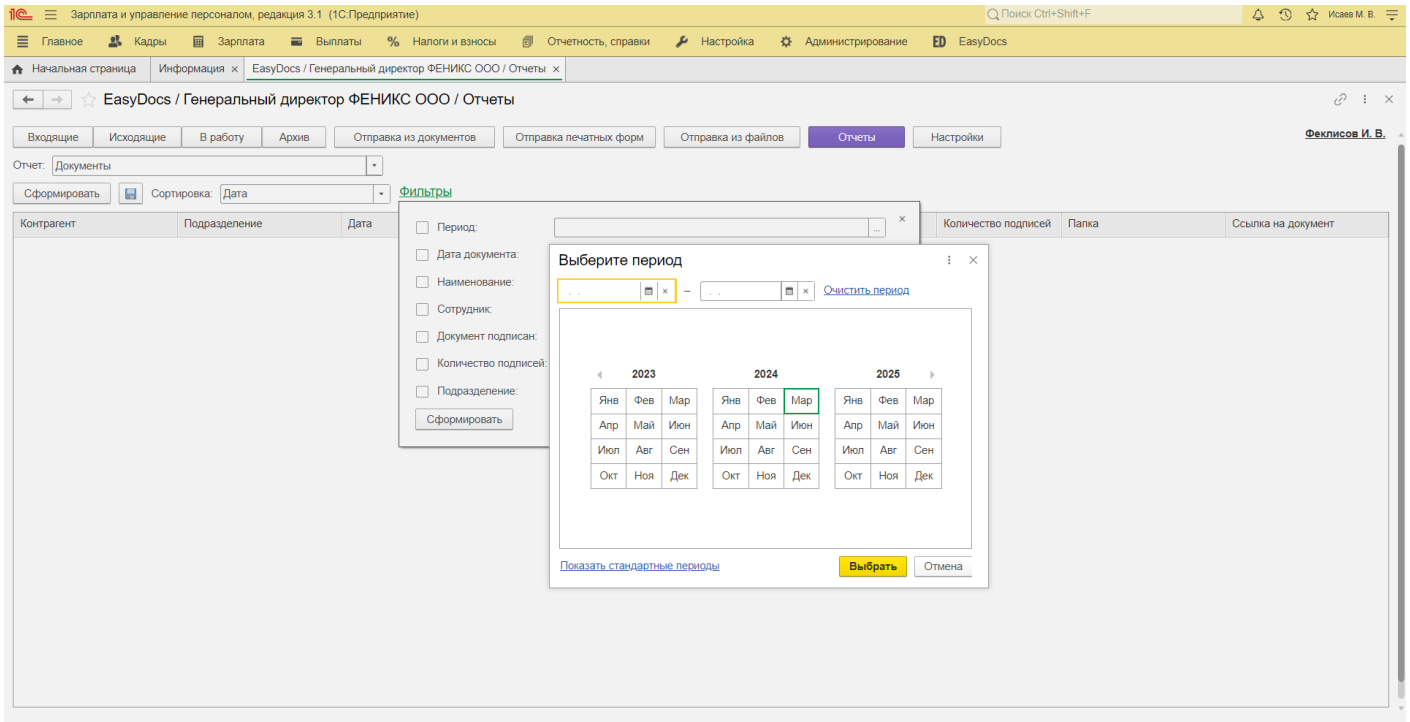 1С Зарплата и управление персоналом, редакция 3.1 (1С:Предприятие) Поиск Ctrl+Shift+F Исаев М. В.
Главное Кадры Зарплата Выплаты % Налоги и взносы Отчетность, справки Настройка Администрирование ED EasyDocs
Начальная страница Информация × EasyDocs / Генеральный директор ФЕНИКС ООО / Отчеты ×
EasyDocs / Генеральный директор ФЕНИКС ООО / Отчеты
Входящие Исходящие В работу Архив Отправка из документов Отправка печатных форм Отправка из файлов Отчеты Настройки Феклисов И. В.
Отчет: Документы
Сформировать Сортировка: Дата Фильтры
Контрагент Подразделение Дата Количество подписей Папка Ссылка на документ
Период: ... ×
Дата документа:
Наименование:
Сотрудник:
Документ подписан:
Количество подписей:
Подразделение:
Сформировать
Выберите период
. . × – . . × Очистить период
2023 2024 2025
Янв Фев Мар Янв Фев Мар Янв Фев Мар
Апр Май Июн Апр Май Июн Апр Май Июн
Июл Авг Сен Июл Авг Сен Июл Авг Сен
Окт Ноя Дек Окт Ноя Дек Окт Ноя Дек
Показать стандартные периоды Выбрать Отмена